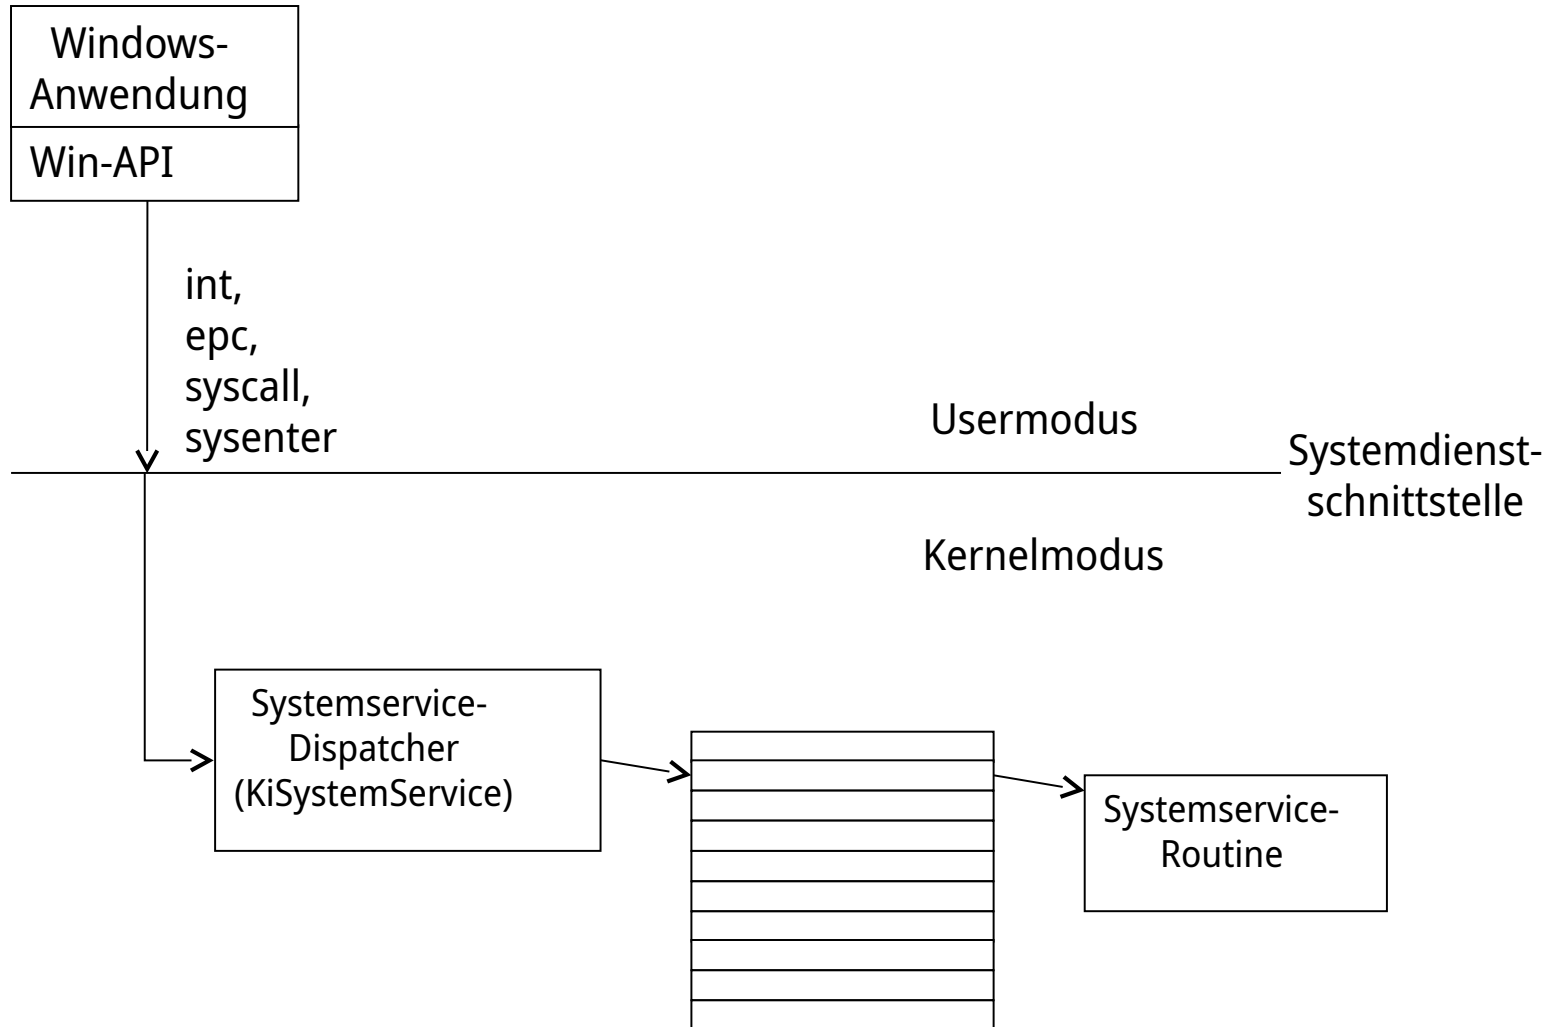 Windows-
Anwendung
Win-API
int,
epc,
syscall,
sysenter
Usermodus
Systemdienst-
schnittstelle
Kernelmodus
Systemservice-
Dispatcher
(KiSystemService)
Systemservice-
Routine